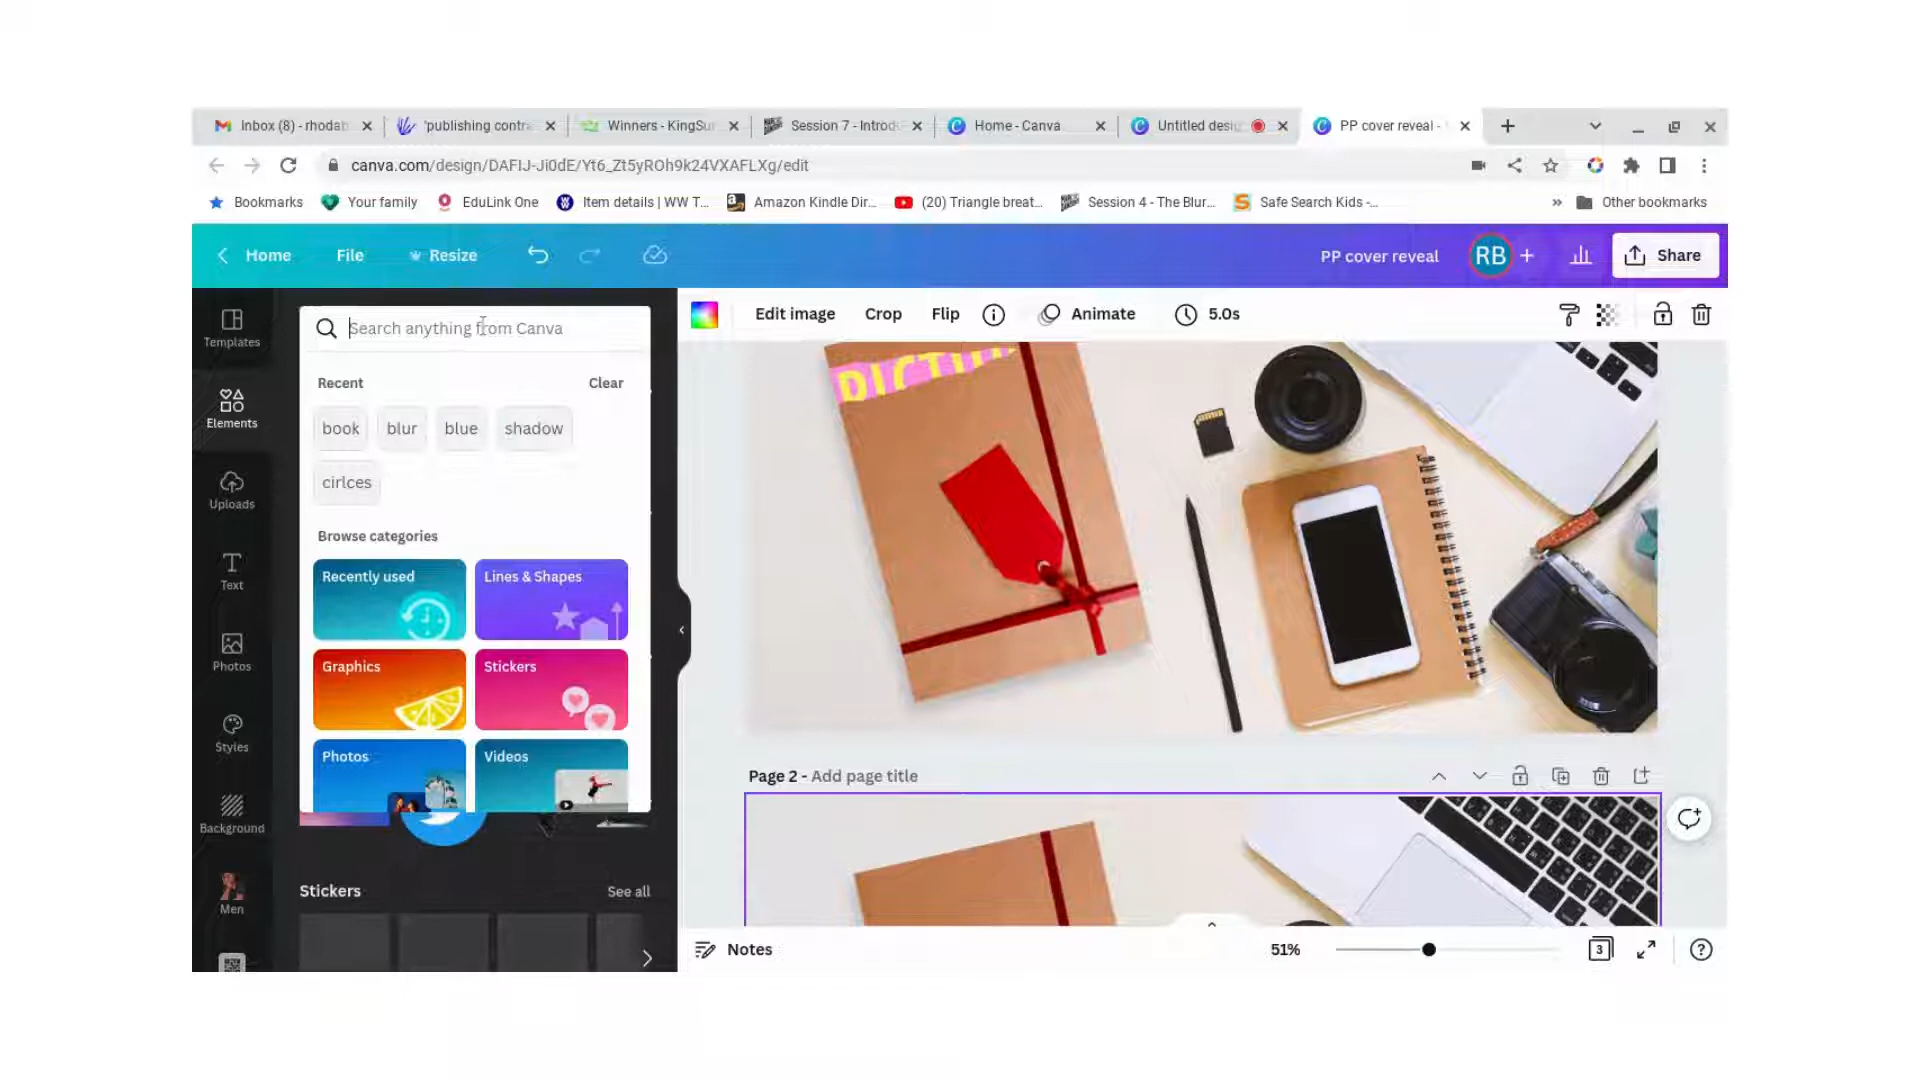 Inbox (8) - rhodab
'publishing contra
Winners - KingSu
Session 7 - Introd
Home - Canva
Untitled desig
PP cover reveal -
canva.com/design/DAFIJ-Ji0dE/Yt6_Zt5yROh9k24VXAFLXg/edit
Bookmarks
Your family
EduLink One
Item details | WW T...
Amazon Kindle Dir...
(20) Triangle breat...
Session 4 - The Blur...
Safe Search Kids -...
»
Other bookmarks
Home
File
Resize
PP cover reveal
RB
+
Share
Templates
Elements
Uploads
Text
Photos
Styles
Background
Men
Search anything from Canva
Recent
Clear
book
blur
blue
shadow
cirlces
Browse categories
Recently used
Lines & Shapes
Graphics
Stickers
Photos
Videos
Stickers
See all
Edit image
Crop
Flip
Animate
5.0s
Page 2 - Add page title
Notes
51%
3